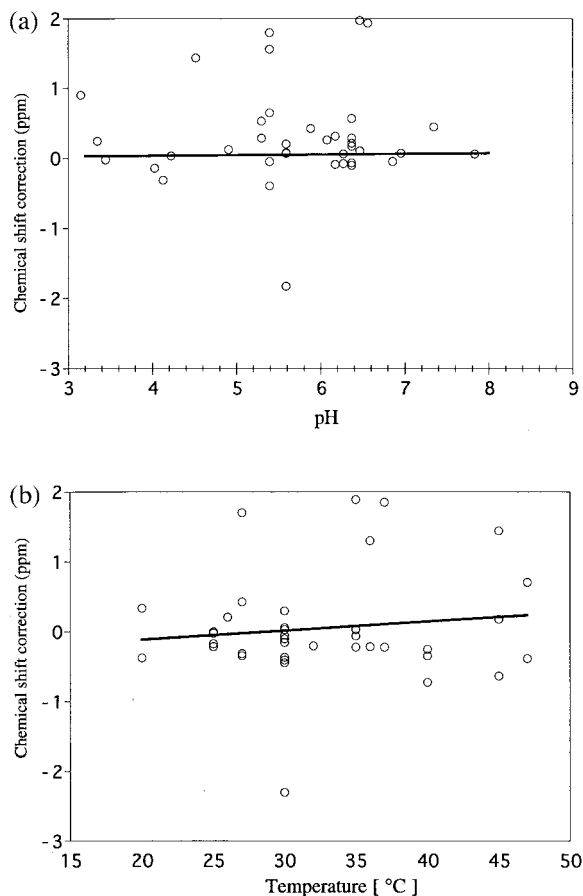 (a)
2
1
0
-1
-2
-3
Chemical shift correction (ppm)
3 4 5 6 7 8 9
pH
(b)
2
1
0
-1
-2
-3
Chemical shift correction (ppm)
15 20 25 30 35 40 45 50
Temperature [ °C]